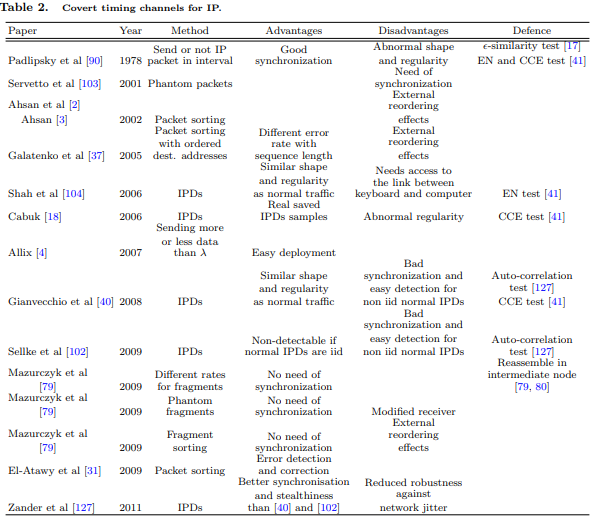 Table 2. Covert timing channels for IP.
Paper Year Method Advantages Disadvantages Defence
Send or not IP Good Abnormal shape ϵ-similarity test [17]
Padlipsky et al [90] 1978 packet in interval synchronization and regularity EN and CCE test [41]
Need of
Servetto et al [103] 2001 Phantom packets synchronization
Ahsan et al [2] External
reordering
Ahsan [3] 2002 Packet sorting effects
Packet sorting Different error External
with ordered rate with reordering
Galatenko et al [37] 2005 dest. addresses sequence length effects
Similar shape Needs access to
and regularity the link between
Shah et al [104] 2006 IPDs as normal traffic keyboard and computer EN test [41]
Real saved
Cabuk [18] 2006 IPDs IPDs samples Abnormal regularity CCE test [41]
Sending more
or less data
Allix [4] 2007 than λ Easy deployment
Bad
Similar shape synchronization and Auto-correlation
and regularity easy detection for test [127]
Gianvecchio et al [40] 2008 IPDs as normal traffic non iid normal IPDs CCE test [41]
Bad
synchronization and
Non-detectable if easy detection for Auto-correlation
Sellke et al [102] 2009 IPDs normal IPDs are iid non iid normal IPDs test [127]
Reassemble in
Mazurczyk et al Different rates No need of intermediate node
[79] 2009 for fragments synchronization [79, 80]
Mazurczyk et al Phantom No need of
[79] 2009 fragments synchronization Modified receiver
External
Mazurczyk et al Fragment No need of reordering
[79] 2009 sorting synchronization effects
Error detection
El-Atawy et al [31] 2009 Packet sorting and correction
Better synchronisation Reduced robustness
and stealthiness against
Zander et al [127] 2011 IPDs than [40] and [102] network jitter